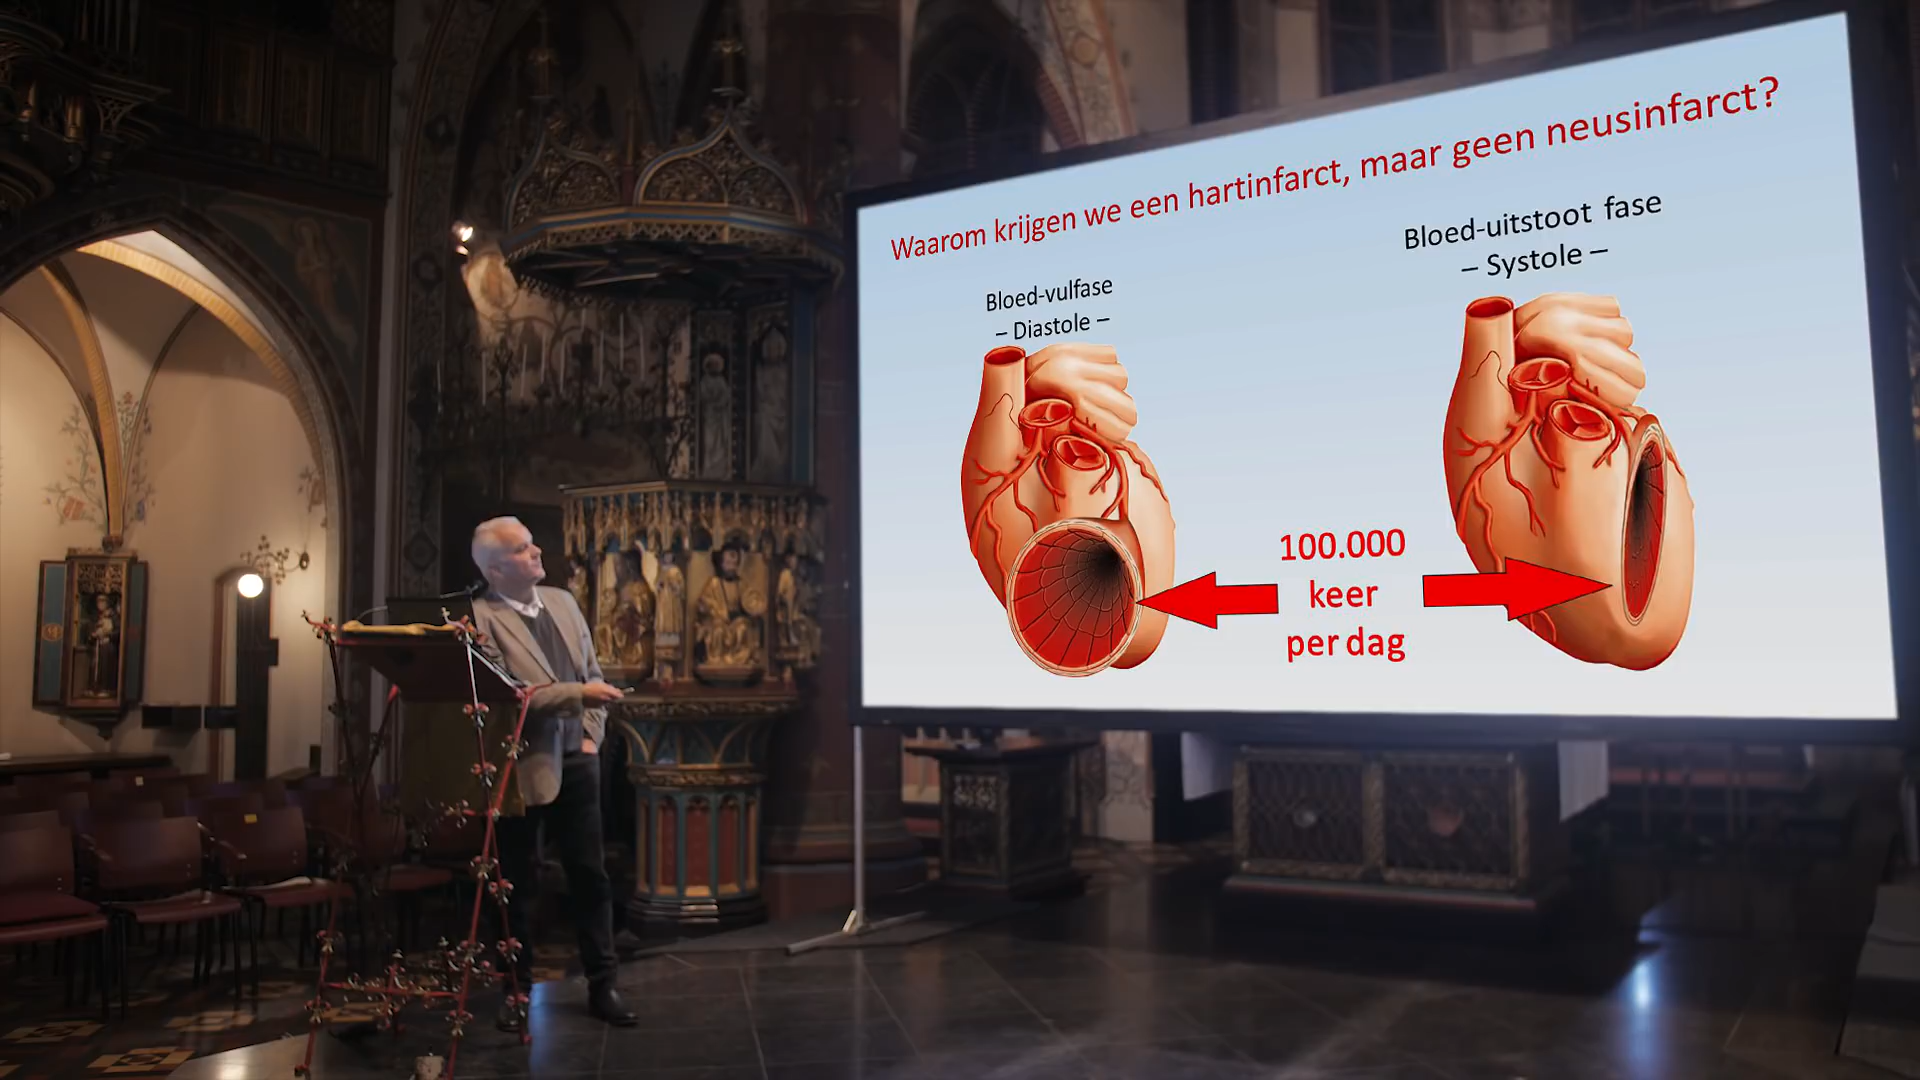 Waarom krijgen we een hartinfarct, maar geen neusinfarct?
Bloed-vulfase
– Diastole –
Bloed-uitstoot fase
– Systole –
100.000
keer
per dag